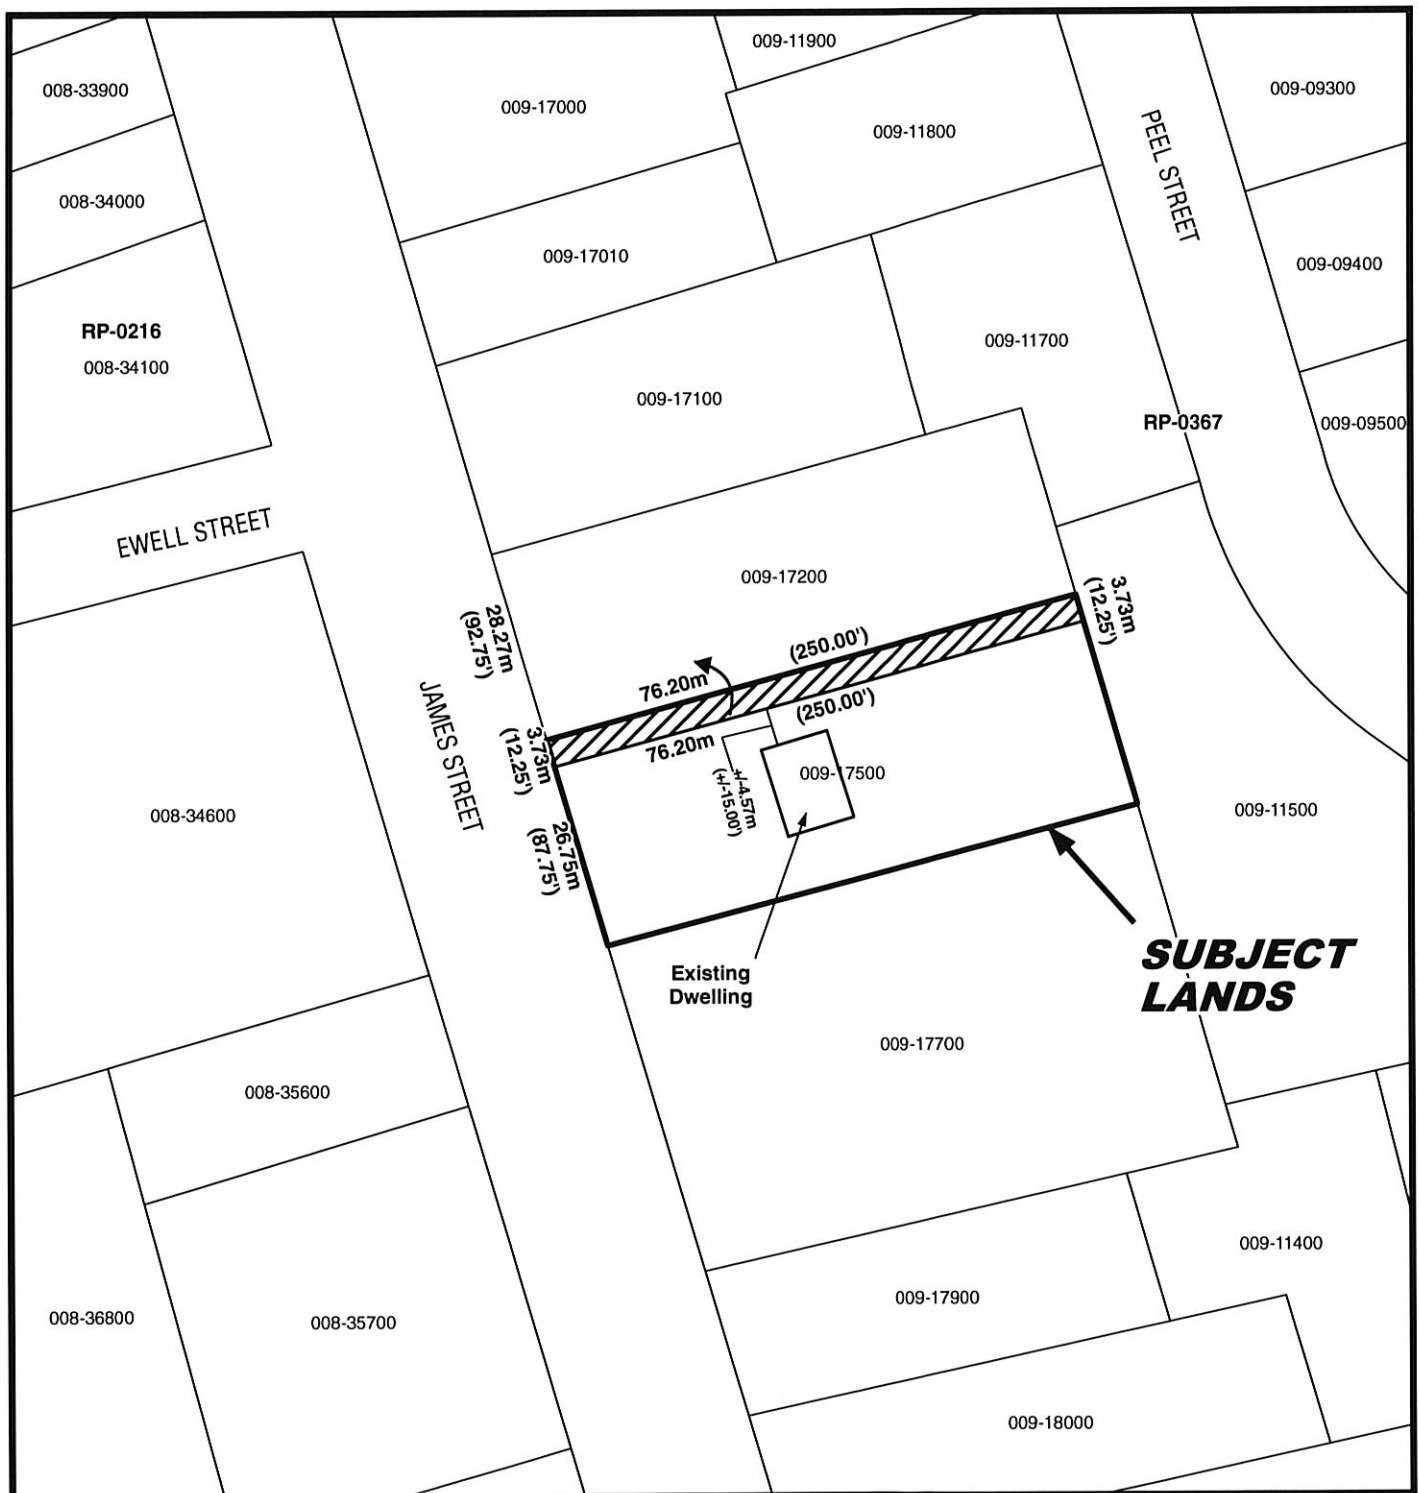 009-11900
008-33900
009-17000
009-09300
009-11800
PEEL STREET
008-34000
009-17010
009-09400
RP-0216
008-34100
009-11700
009-17100
RP-0367
009-09500
EWELL STREET
009-17200
28.27m
(92.75')
3.73m
(12.25')
(250.00')
76.20m
(250.00')
76.20m
JAMES STREET
3.73m
(12.25')
+/-4.57m
(+/-15.00')
009-17500
008-34600
009-11500
26.75m
(87.75')
SUBJECT
LANDS
Existing
Dwelling
009-17700
008-35600
009-11400
009-17900
008-36800
008-35700
009-18000